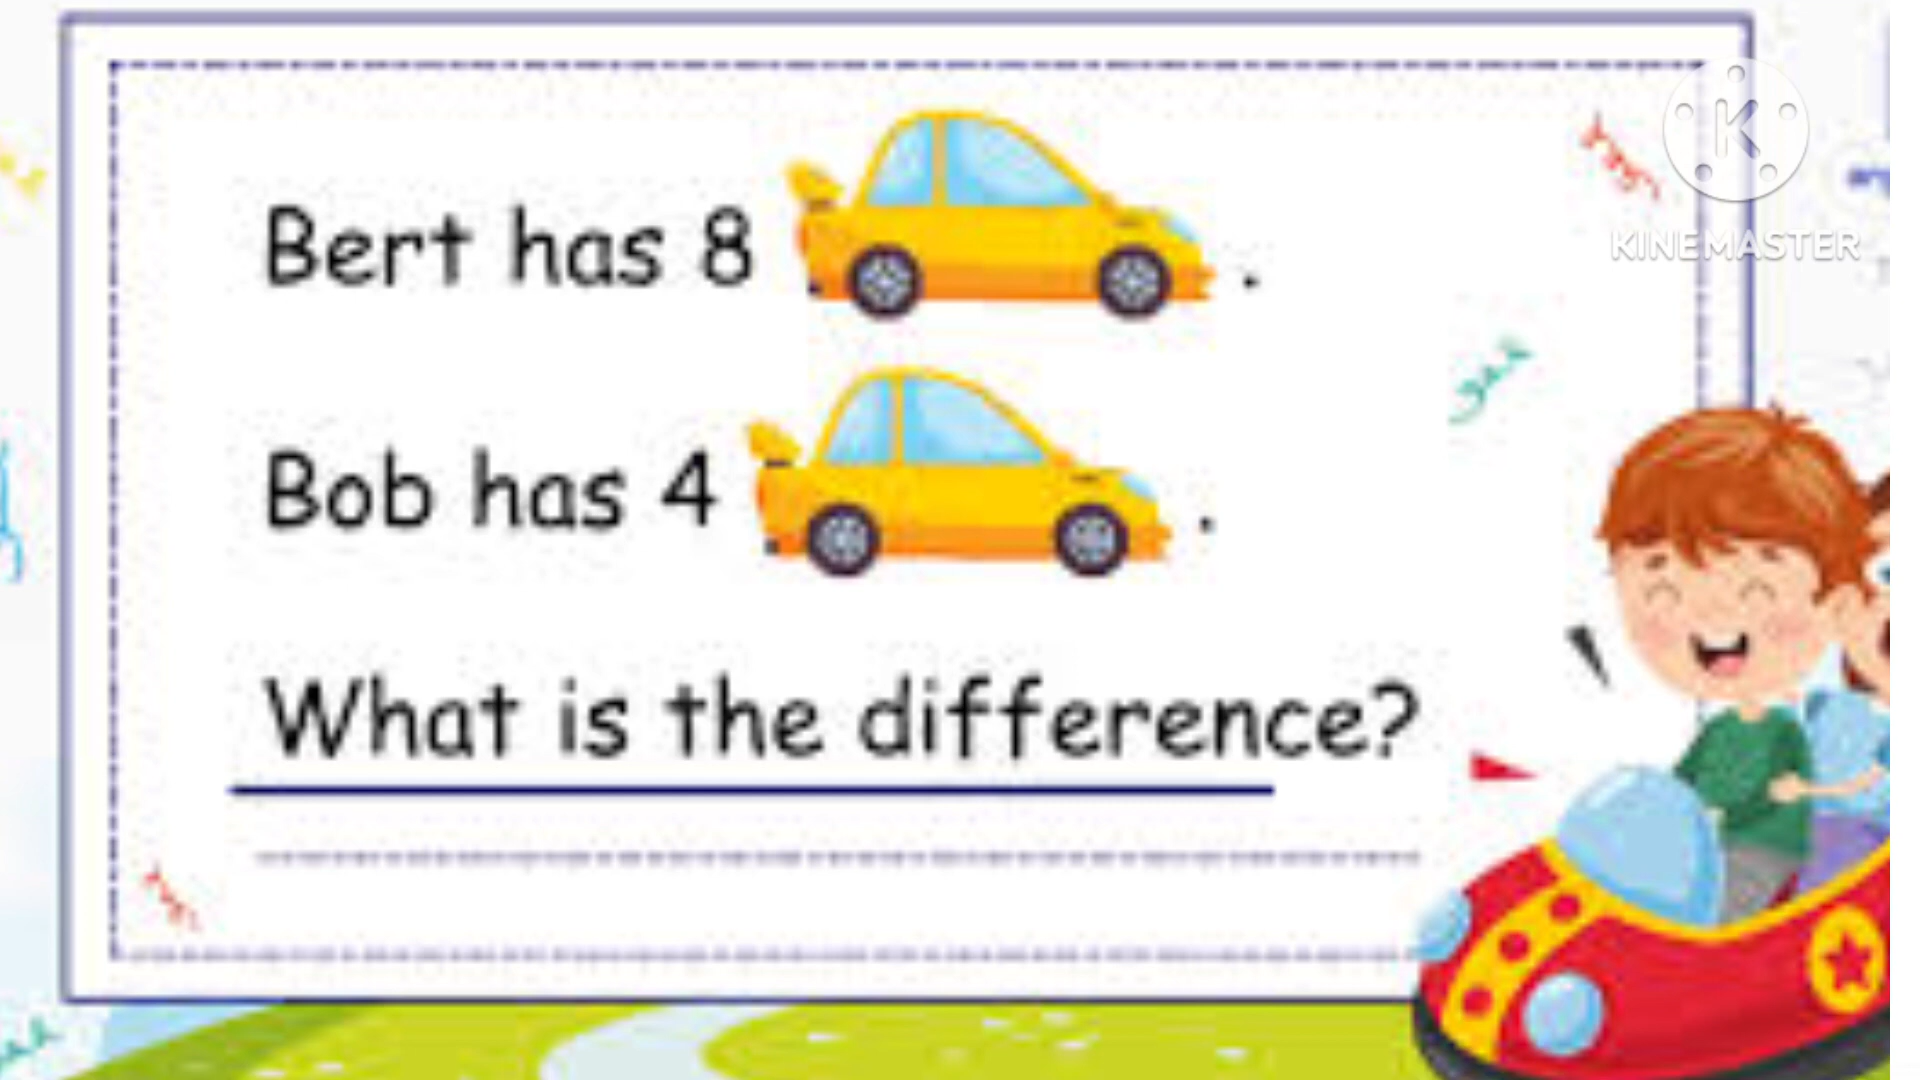 Bert has 8 .
Bob has 4 .
What is the difference?
KINEMASTER